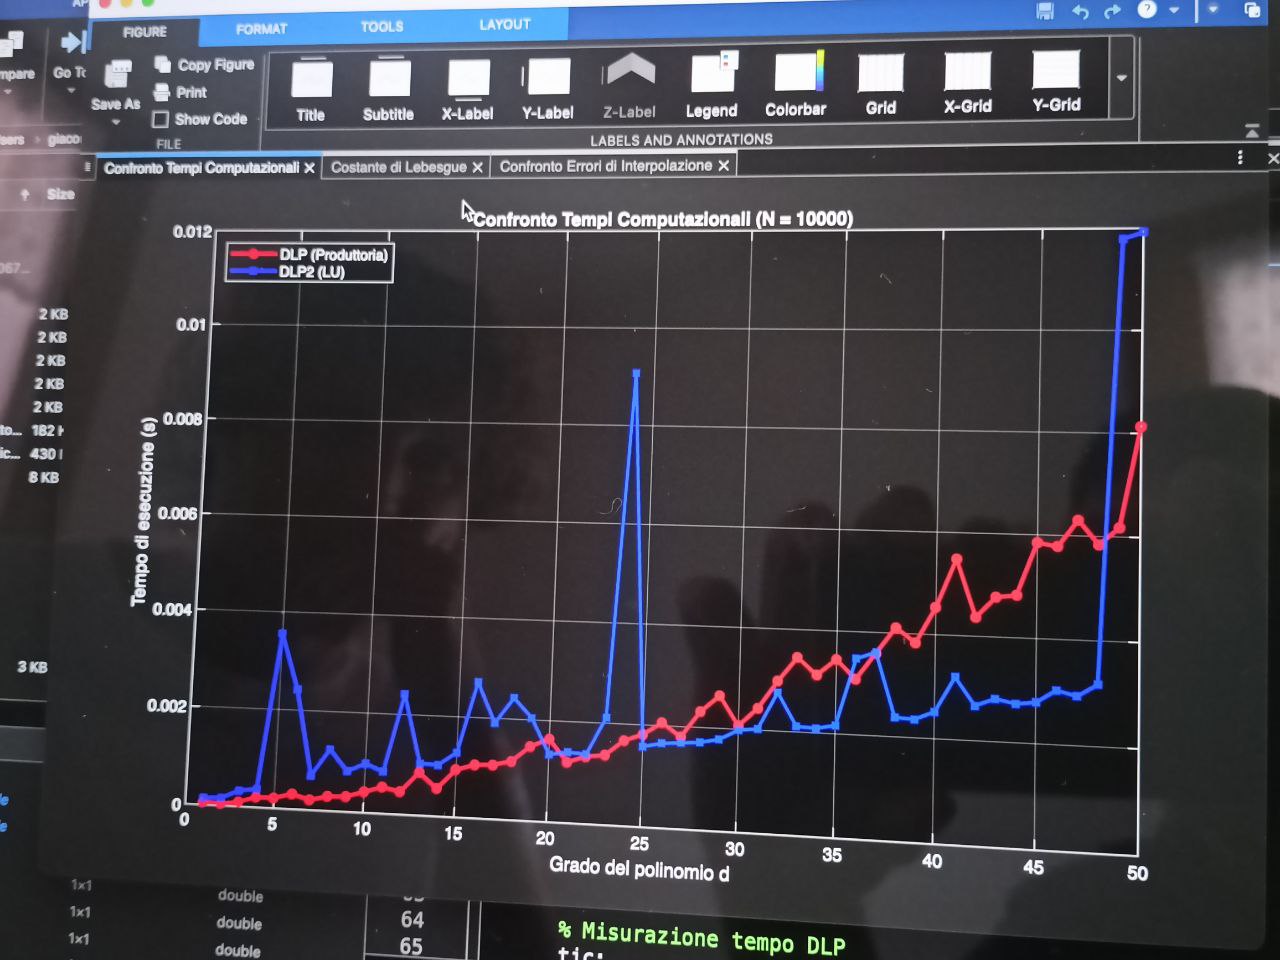 FIGURE
FORMAT
TOOLS
LAYOUT
mpare
Go To
Save As
Copy Figure
Print
Show Code
FILE
Title
Subtitle
X-Label
Y-Label
Z-Label
Legend
Colorbar
Grid
X-Grid
Y-Grid
LABELS AND ANNOTATIONS
sers
giaco
Confronto Tempi Computazionali
Costante di Lebesgue
Confronto Errori di Interpolazione
Size
067...
2 KB
2 KB
2 KB
2 KB
2 KB
to...
182
ic...
430
8 KB
3 KB
Confronto Tempi Computazionali (N = 10000)
DLP (Produttoria)
DLP2 (LU)
Tempo di esecuzione (s)
0.012
0.01
0.008
0.006
0.004
0.002
0
0 5 10 15 20 25 30 35 40 45 50
Grado del polinomio d
1x1
double
1x1
double
64
1x1
double
65
% Misurazione tempo DLP
tic;